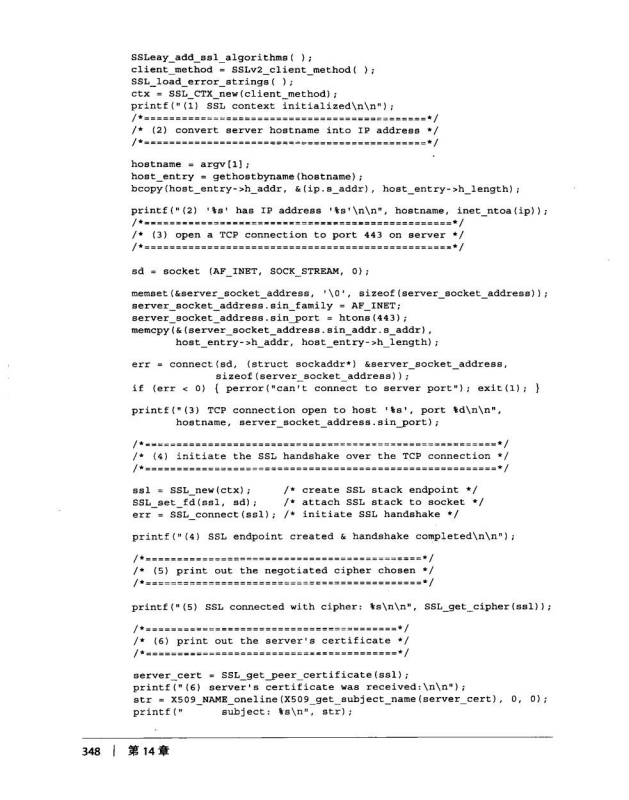 SSLeay_add_ssl_algorithms( );
client_method = SSLv2_client_method( );
SSL_load_error_strings( );
ctx = SSL_CTX_new(client_method);
printf("(1) SSL context initialized\n\n");
/*=============================================*/
/* (2) convert server hostname into IP address */
/*=============================================*/
hostname = argv[1];
host_entry = gethostbyname(hostname);
bcopy(host_entry->h_addr, &(ip.s_addr), host_entry->h_length);
printf("(2) '%s' has IP address '%s'\n\n", hostname, inet_ntoa(ip));
/*=================================================*/
/* (3) open a TCP connection to port 443 on server */
/*=================================================*/
sd = socket (AF_INET, SOCK_STREAM, 0);
memset(&server_socket_address, '\0', sizeof(server_socket_address));
server_socket_address.sin_family = AF_INET;
server_socket_address.sin_port = htons(443);
memcpy(&(server_socket_address.sin_addr.s_addr),
host_entry->h_addr, host_entry->h_length);
err = connect(sd, (struct sockaddr*) &server_socket_address,
sizeof(server_socket_address));
if (err < 0) { perror("can't connect to server port"); exit(1); }
printf("(3) TCP connection open to host '%s', port %d\n\n",
hostname, server_socket_address.sin_port);
/*========================================================*/
/* (4) initiate the SSL handshake over the TCP connection */
/*========================================================*/
ssl = SSL_new(ctx); /* create SSL stack endpoint */
SSL_set_fd(ssl, sd); /* attach SSL stack to socket */
err = SSL_connect(ssl); /* initiate SSL handshake */
printf("(4) SSL endpoint created & handshake completed\n\n");
/*============================================*/
/* (5) print out the negotiated cipher chosen */
/*============================================*/
printf("(5) SSL connected with cipher: %s\n\n", SSL_get_cipher(ssl));
/*========================================*/
/* (6) print out the server's certificate */
/*========================================*/
server_cert = SSL_get_peer_certificate(ssl);
printf("(6) server's certificate was received:\n\n");
str = X509_NAME_oneline(X509_get_subject_name(server_cert), 0, 0);
printf(" subject: %s\n", str);
348 | 第 14 章